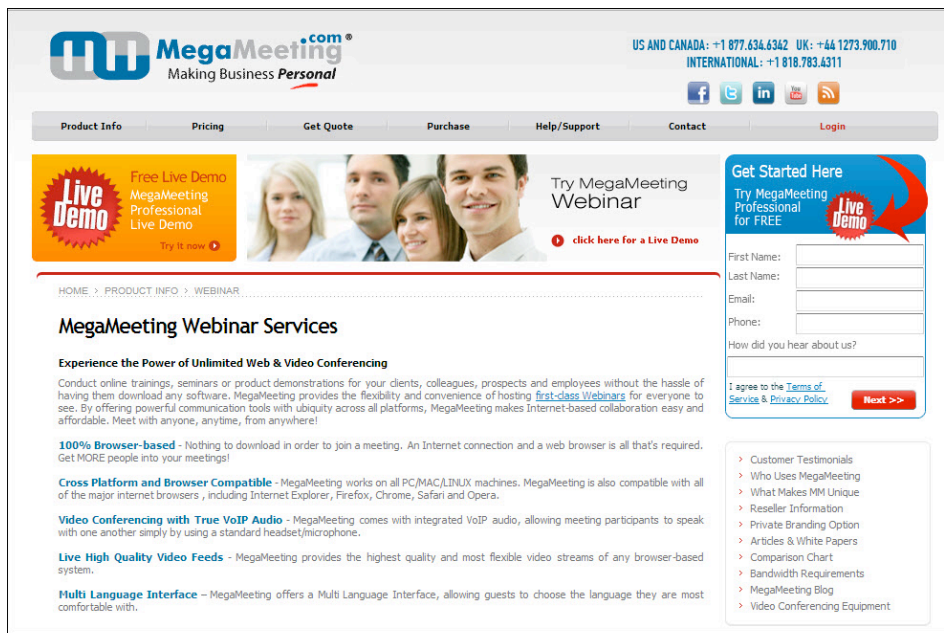 MegaMeeting.com®
Making Business Personal
US AND CANADA: +1 877.634.6342 UK: +44 1273.900.710
INTERNATIONAL: +1 818.783.4311
You Tube
Product Info Pricing Get Quote Purchase Help/Support Contact Login
Live Demo
Free Live Demo
MegaMeeting
Professional
Live Demo
Try It now
Try MegaMeeting
Webinar
click here for a Live Demo
Get Started Here
Try MegaMeeting
Professional
for FREE
Live demo
First Name:
Last Name:
Email:
Phone:
How did you hear about us?
I agree to the Terms of
Service & Privacy Policy
Next >>
HOME > PRODUCT INFO > WEBINAR
MegaMeeting Webinar Services
Experience the Power of Unlimited Web & Video Conferencing
Conduct online trainings, seminars or product demonstrations for your clients, colleagues, prospects and employees without the hassle of
having them download any software. MegaMeeting provides the flexibility and convenience of hosting first-class Webinars for everyone to
see. By offering powerful communication tools with ubiquity across all platforms, MegaMeeting makes Internet-based collaboration easy and
affordable. Meet with anyone, anytime, from anywhere!
100% Browser-based - Nothing to download in order to join a meeting. An Internet connection and a web browser is all that's required.
Get MORE people into your meetings!
Cross Platform and Browser Compatible - MegaMeeting works on all PC/MAC/LINUX machines. MegaMeeting is also compatible with all
of the major internet browsers , including Internet Explorer, Firefox, Chrome, Safari and Opera.
Video Conferencing with True VoIP Audio - MegaMeeting comes with integrated VoIP audio, allowing meeting participants to speak
with one another simply by using a standard headset/microphone.
Live High Quality Video Feeds - MegaMeeting provides the highest quality and most flexible video streams of any browser-based
system.
Multi Language Interface – MegaMeeting offers a Multi Language Interface, allowing guests to choose the language they are most
comfortable with.
> Customer Testimonials
> Who Uses MegaMeeting
> What Makes MM Unique
> Reseller Information
> Private Branding Option
> Articles & White Papers
> Comparison Chart
> Bandwidth Requirements
> MegaMeeting Blog
> Video Conferencing Equipment